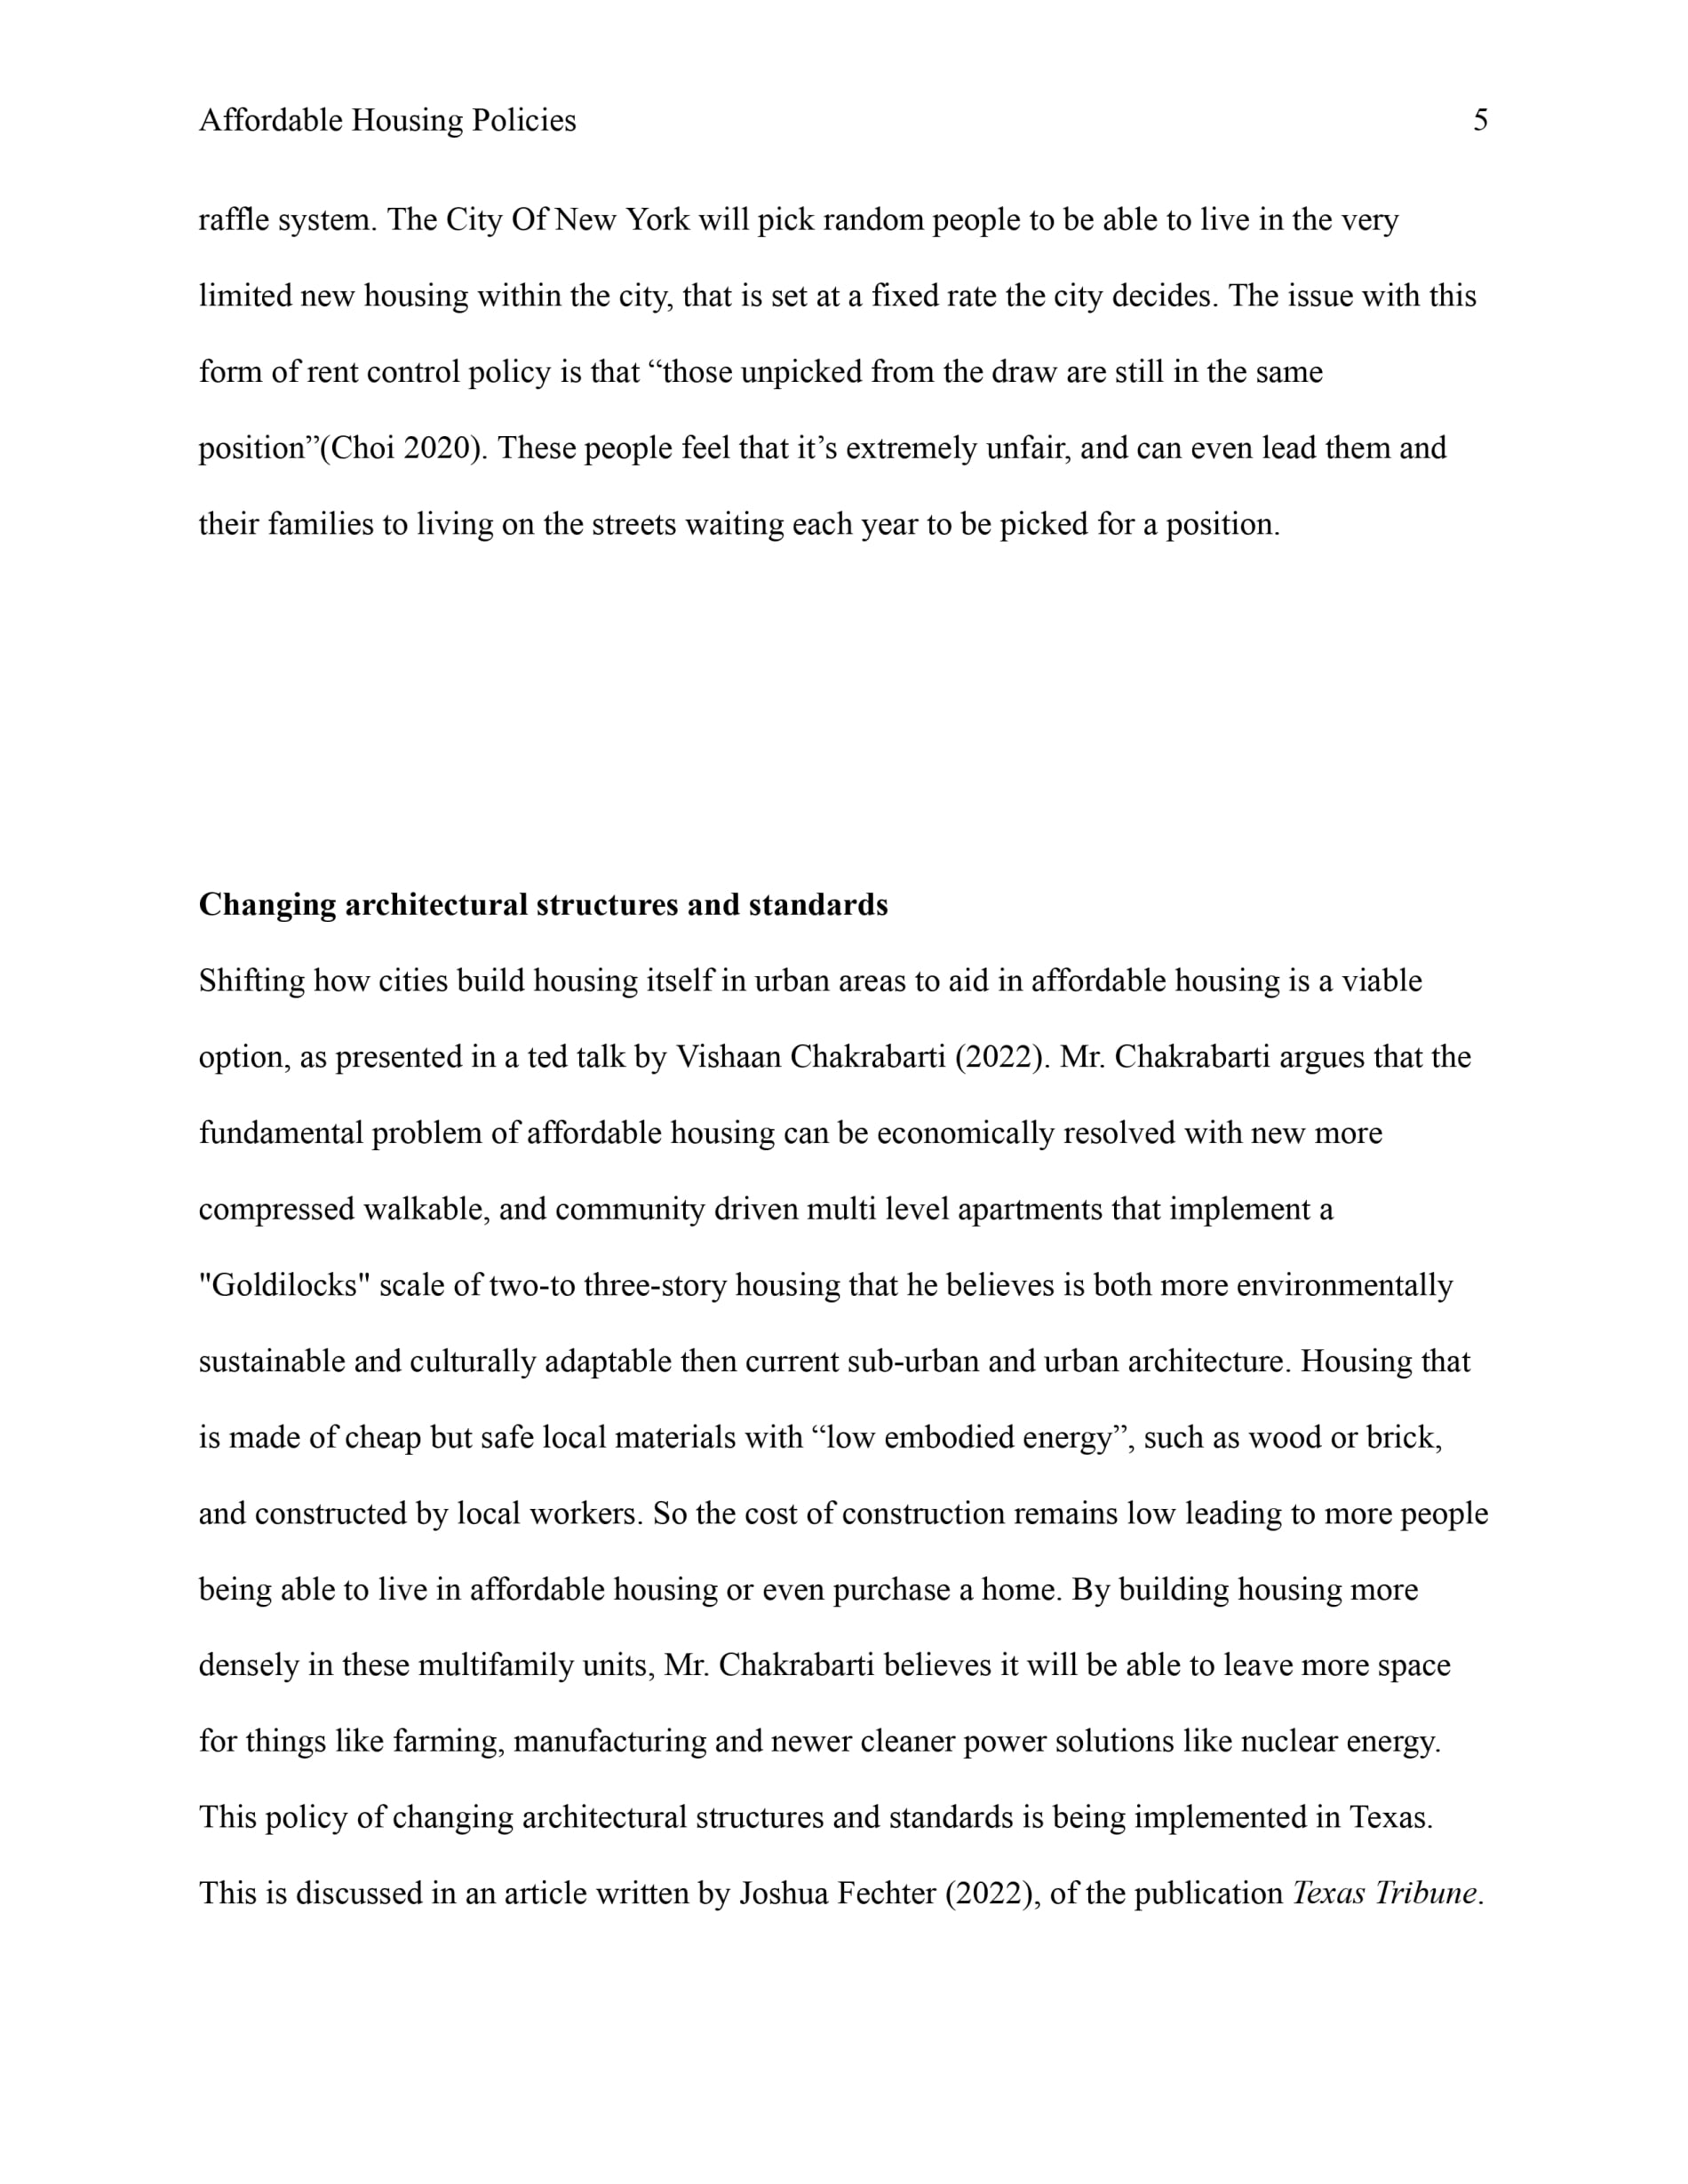 Affordable Housing Policies 5
raffle system. The City Of New York will pick random people to be able to live in the very
limited new housing within the city, that is set at a fixed rate the city decides. The issue with this
form of rent control policy is that “those unpicked from the draw are still in the same
position”(Choi 2020). These people feel that it’s extremely unfair, and can even lead them and
their families to living on the streets waiting each year to be picked for a position.
Changing architectural structures and standards
Shifting how cities build housing itself in urban areas to aid in affordable housing is a viable
option, as presented in a ted talk by Vishaan Chakrabarti (2022). Mr. Chakrabarti argues that the
fundamental problem of affordable housing can be economically resolved with new more
compressed walkable, and community driven multi level apartments that implement a
"Goldilocks" scale of two-to three-story housing that he believes is both more environmentally
sustainable and culturally adaptable then current sub-urban and urban architecture. Housing that
is made of cheap but safe local materials with “low embodied energy”, such as wood or brick,
and constructed by local workers. So the cost of construction remains low leading to more people
being able to live in affordable housing or even purchase a home. By building housing more
densely in these multifamily units, Mr. Chakrabarti believes it will be able to leave more space
for things like farming, manufacturing and newer cleaner power solutions like nuclear energy.
This policy of changing architectural structures and standards is being implemented in Texas.
This is discussed in an article written by Joshua Fechter (2022), of the publication Texas Tribune.